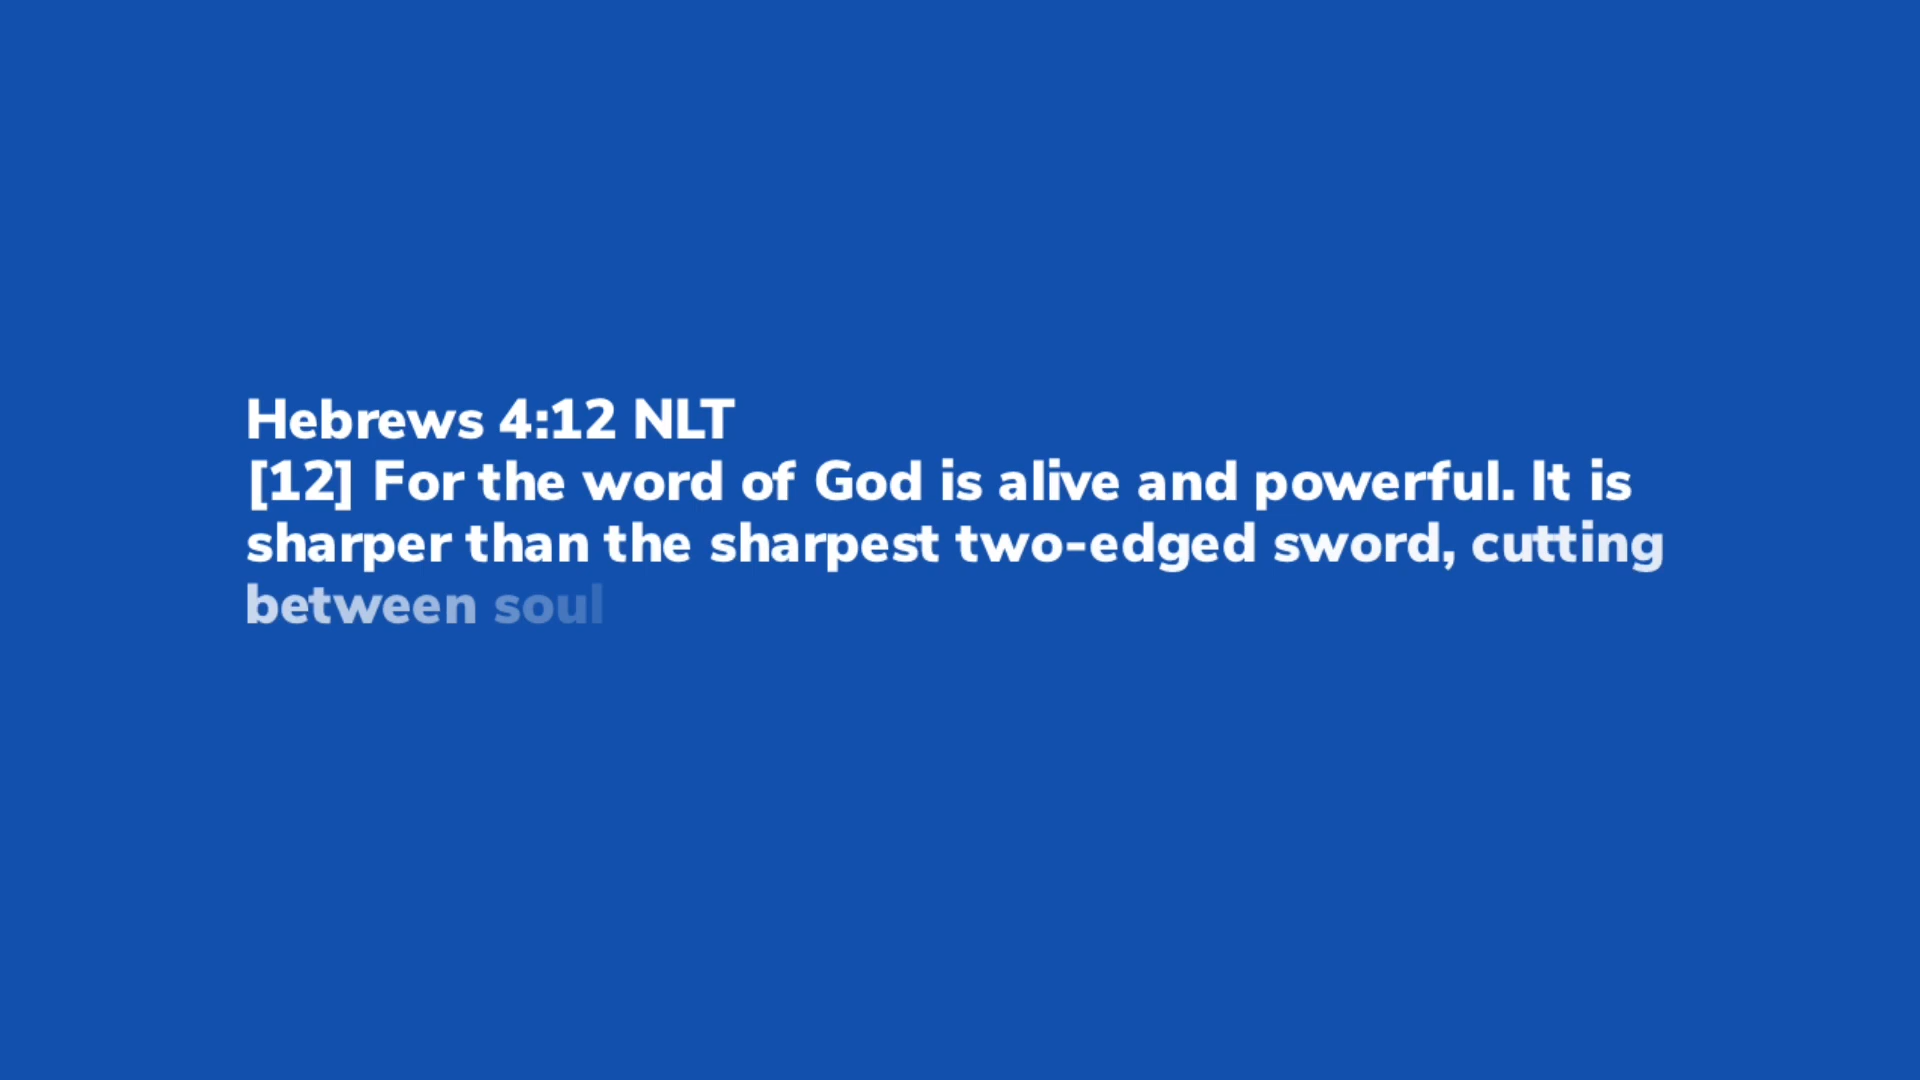 Hebrews 4:12 NLT
[12] For the word of God is alive and powerful. It is
sharper than the sharpest two-edged sword, cutting
between soul